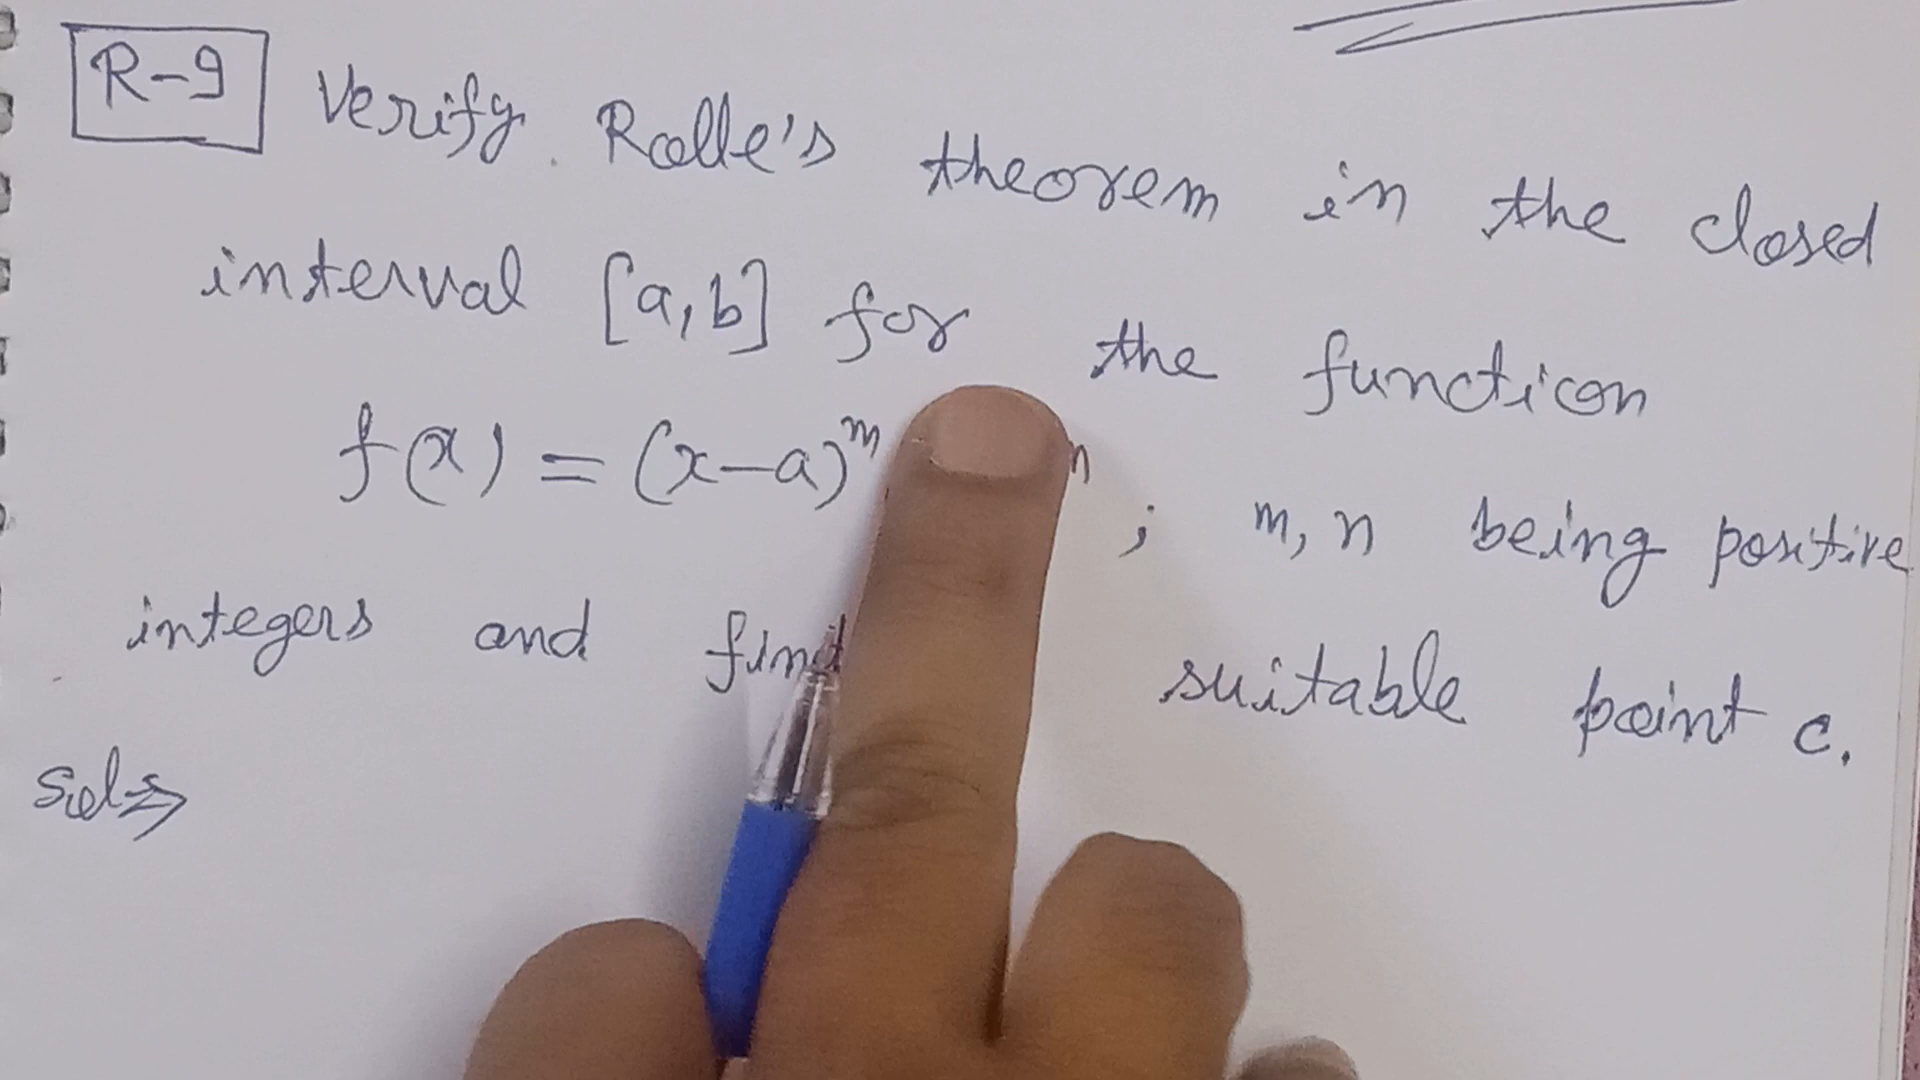 R-9 Verify Rolle's theorem in the closed
interval [a,b] for the function
f(x) = (x-a)^m n ; m, n being positive
integers and find suitable point c.
Sol⇒